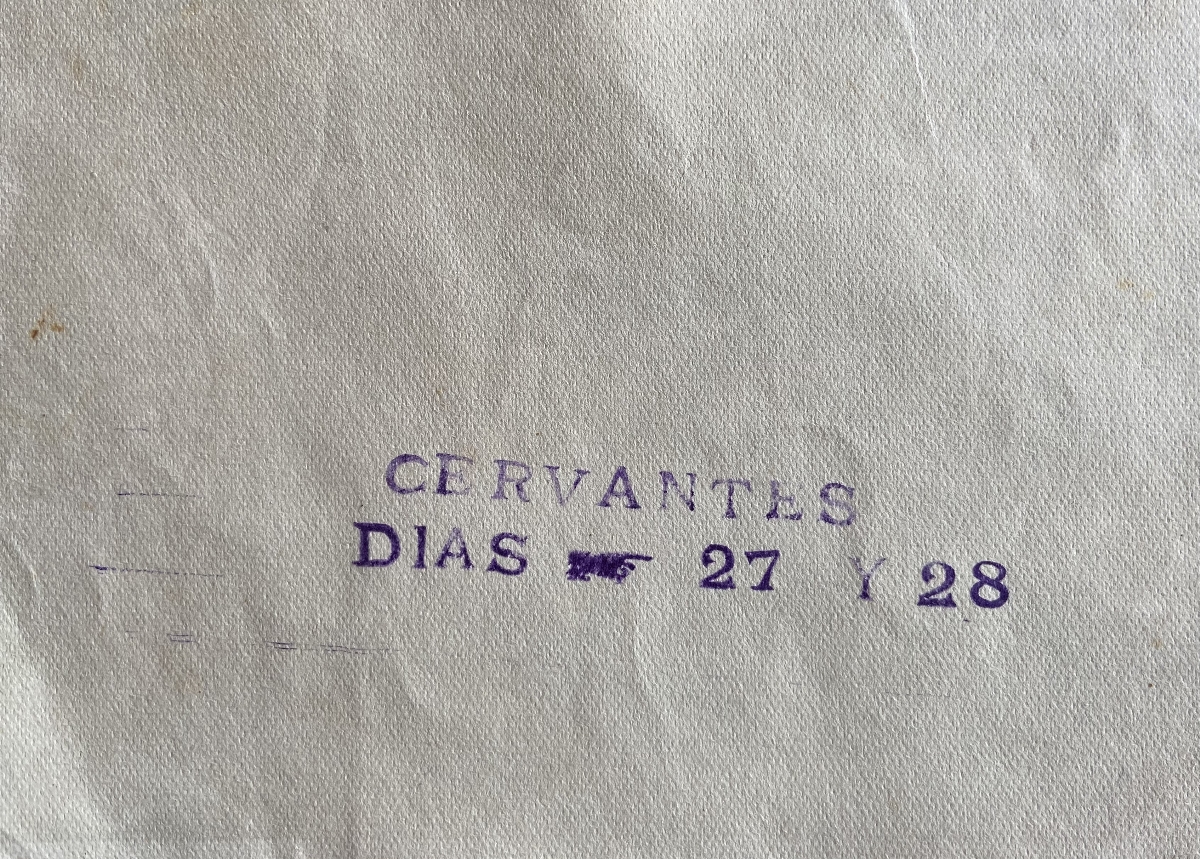 CERVANTES
DIAS ☛ 27 Y 28